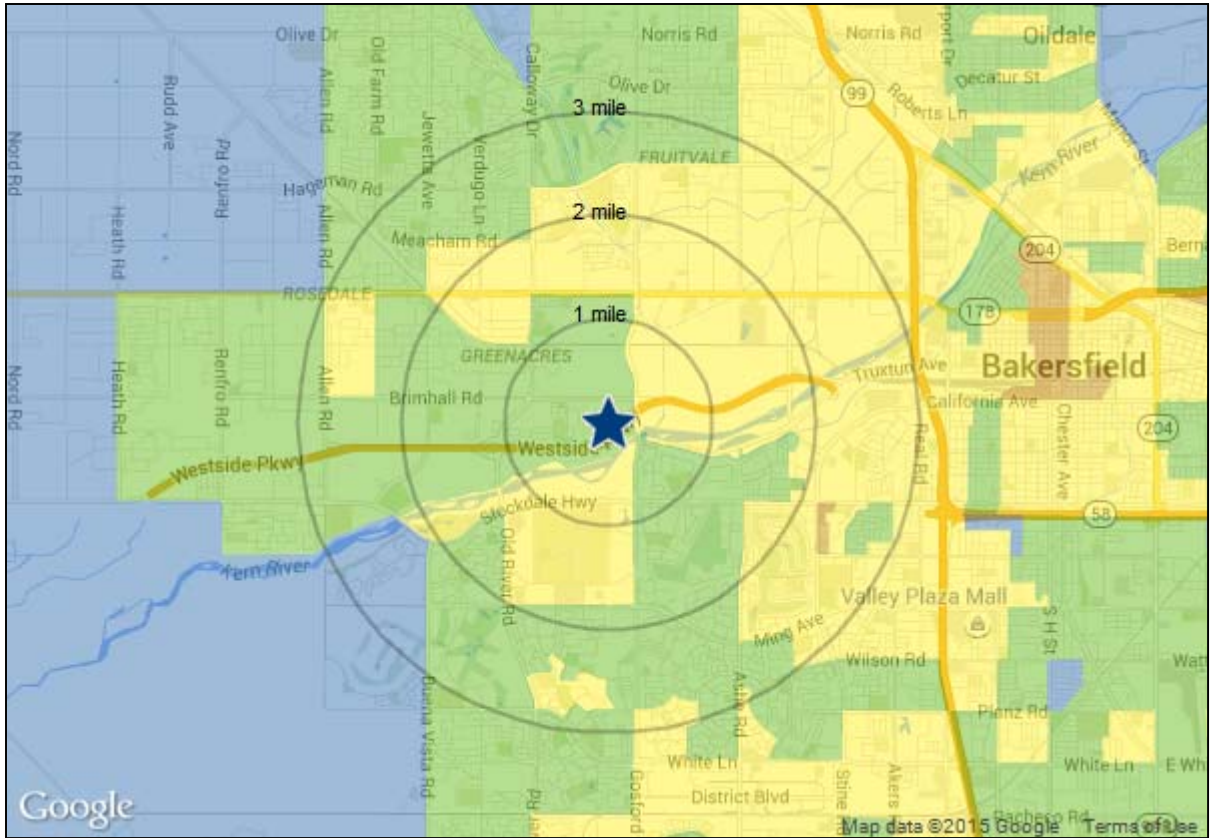 Olive Dr
Norris Rd
Norris Rd
Oildale
Decatur St
Old Farm Rd
Allen Rd
Calloway Dr
Olive Dr
99
Roberts Ln
Rudd Ave
3 mile
Jewetta Ave
Verdugo Ln
Nord Rd
Renfro Rd
FRUITVALE
Kern River
Manor St
Hageman Rd
2 mile
Heath Rd
Allen Rd
Meacham Rd
204
ROSEDALE
1 mile
178
GREENACRES
Truxtun Ave
Bakersfield
Nord Rd
Heath Rd
Renfro Rd
Allen Rd
Brimhall Rd
California Ave
Chester Ave
204
Real Rd
Westside
Westside Pkwy
Stockdale Hwy
58
Old River Rd
Kern River
Valley Plaza Mall
Ming Ave
S H St
Wilson Rd
Buena Vista Rd
Ashe Rd
Planz Rd
White Ln
White Ln
E Wh
Gosford
District Blvd
Stine
Akers
Pacheco Rd
Google
Map data ©2015 Google
Terms of Use